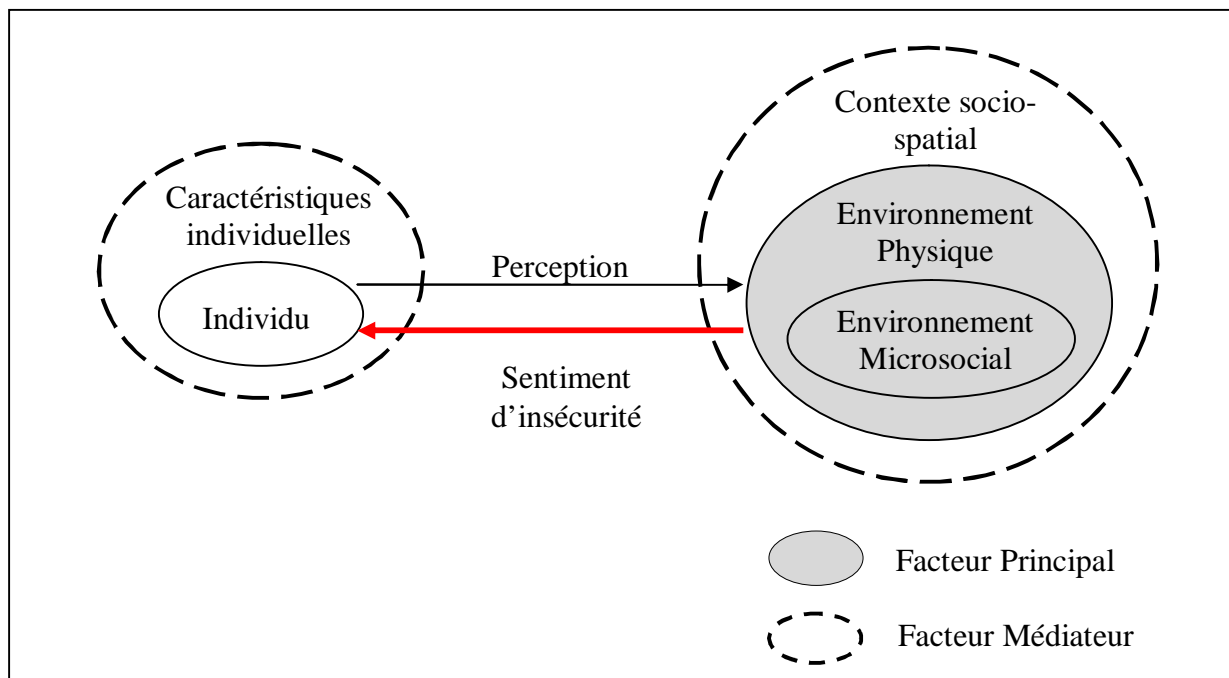 Contexte socio-
spatial
Caractéristiques
individuelles
Individu
Perception
Sentiment
d’insécurité
Environnement
Physique
Environnement
Microsocial
Facteur Principal
Facteur Médiateur